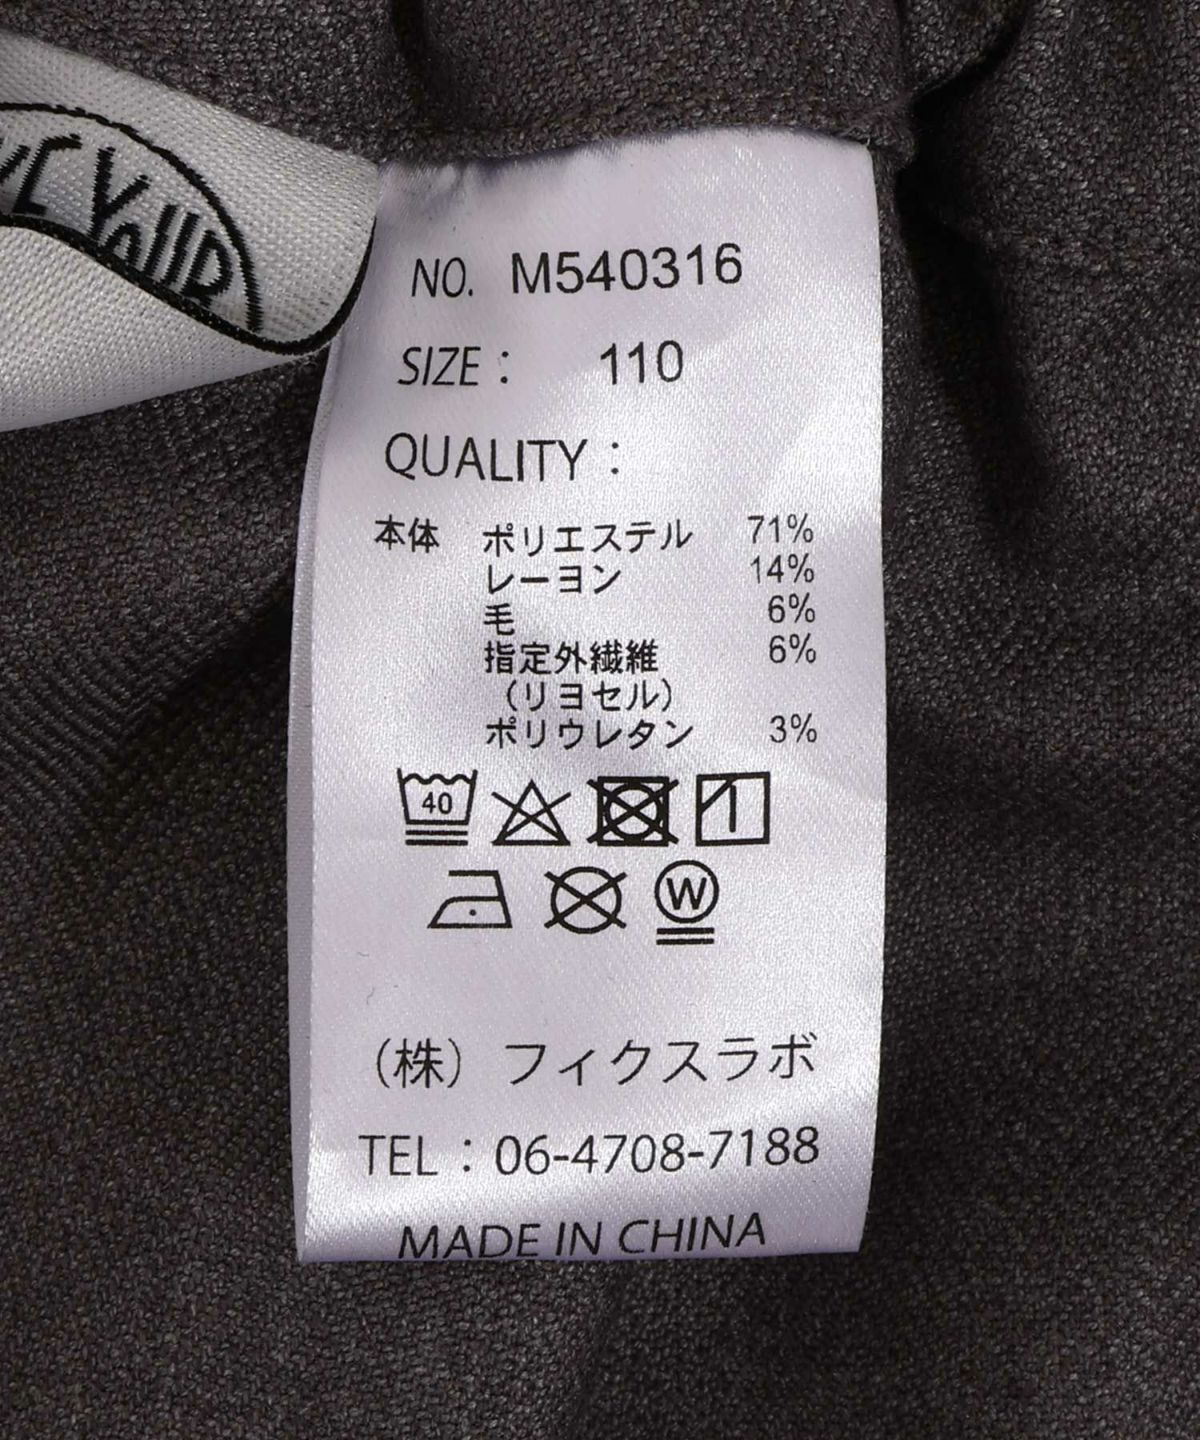 YOUR
NO. M540316
SIZE : 110
QUALITY :
本体 ポリエステル 71%
レーヨン 14%
毛 6%
指定外繊維 6%
（リヨセル）
ポリウレタン 3%
40
W
（株）フィクスラボ
TEL : 06-4708-7188
MADE IN CHINA